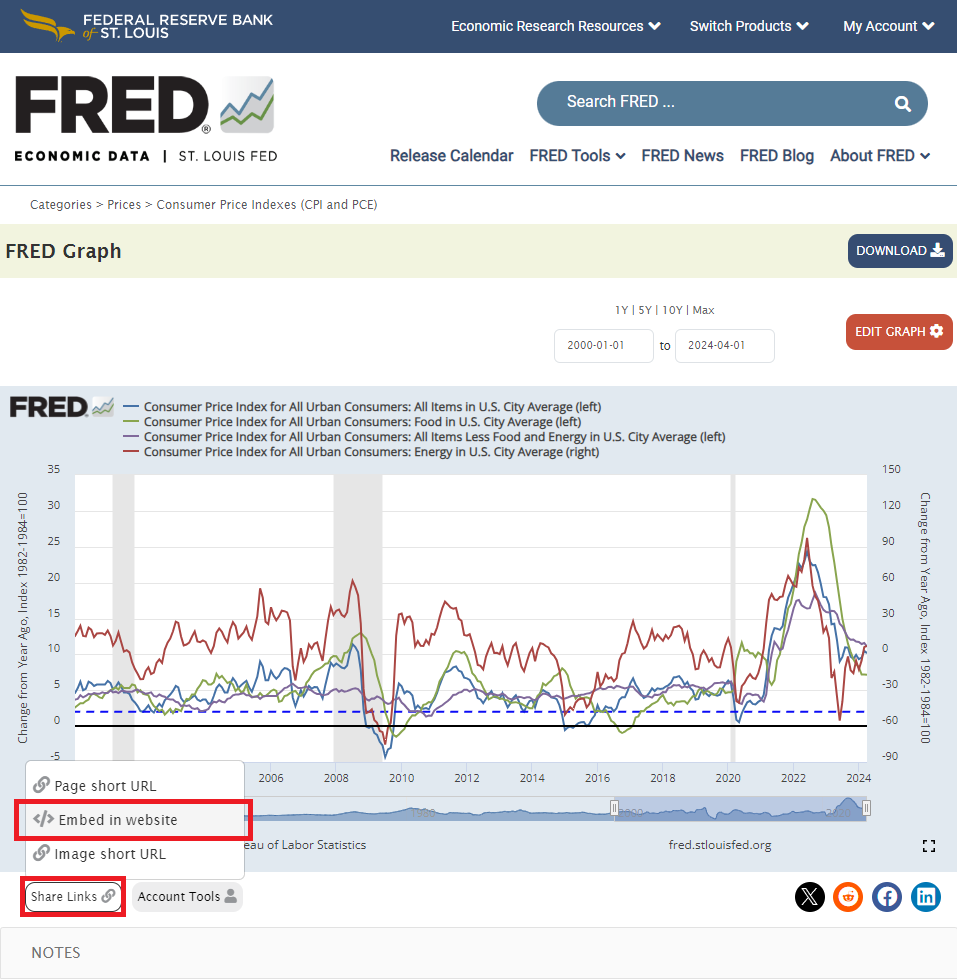 FEDERAL RESERVE BANK
of ST. LOUIS
Economic Research Resources
Switch Products
My Account
FRED®
ECONOMIC DATA | ST. LOUIS FED
Search FRED ...
Release Calendar
FRED Tools
FRED News
FRED Blog
About FRED
Categories > Prices > Consumer Price Indexes (CPI and PCE)
FRED Graph
DOWNLOAD
1Y | 5Y | 10Y | Max
2000-01-01 to 2024-04-01
EDIT GRAPH
FRED
Consumer Price Index for All Urban Consumers: All Items in U.S. City Average (left)
Consumer Price Index for All Urban Consumers: Food in U.S. City Average (left)
Consumer Price Index for All Urban Consumers: All Items Less Food and Energy in U.S. City Average (left)
Consumer Price Index for All Urban Consumers: Energy in U.S. City Average (right)
Change from Year Ago, Index 1982-1984=100
35
30
25
20
15
10
5
0
-5
150
120
90
60
30
0
-30
-60
-90
Change from Year Ago, Index 1982-1984=100
2006
2008
2010
2012
2014
2016
2018
2020
2022
2024
1980
2000
2020
Page short URL
Embed in website
Image short URL
eau of Labor Statistics
fred.stlouisfed.org
Share Links
Account Tools
NOTES